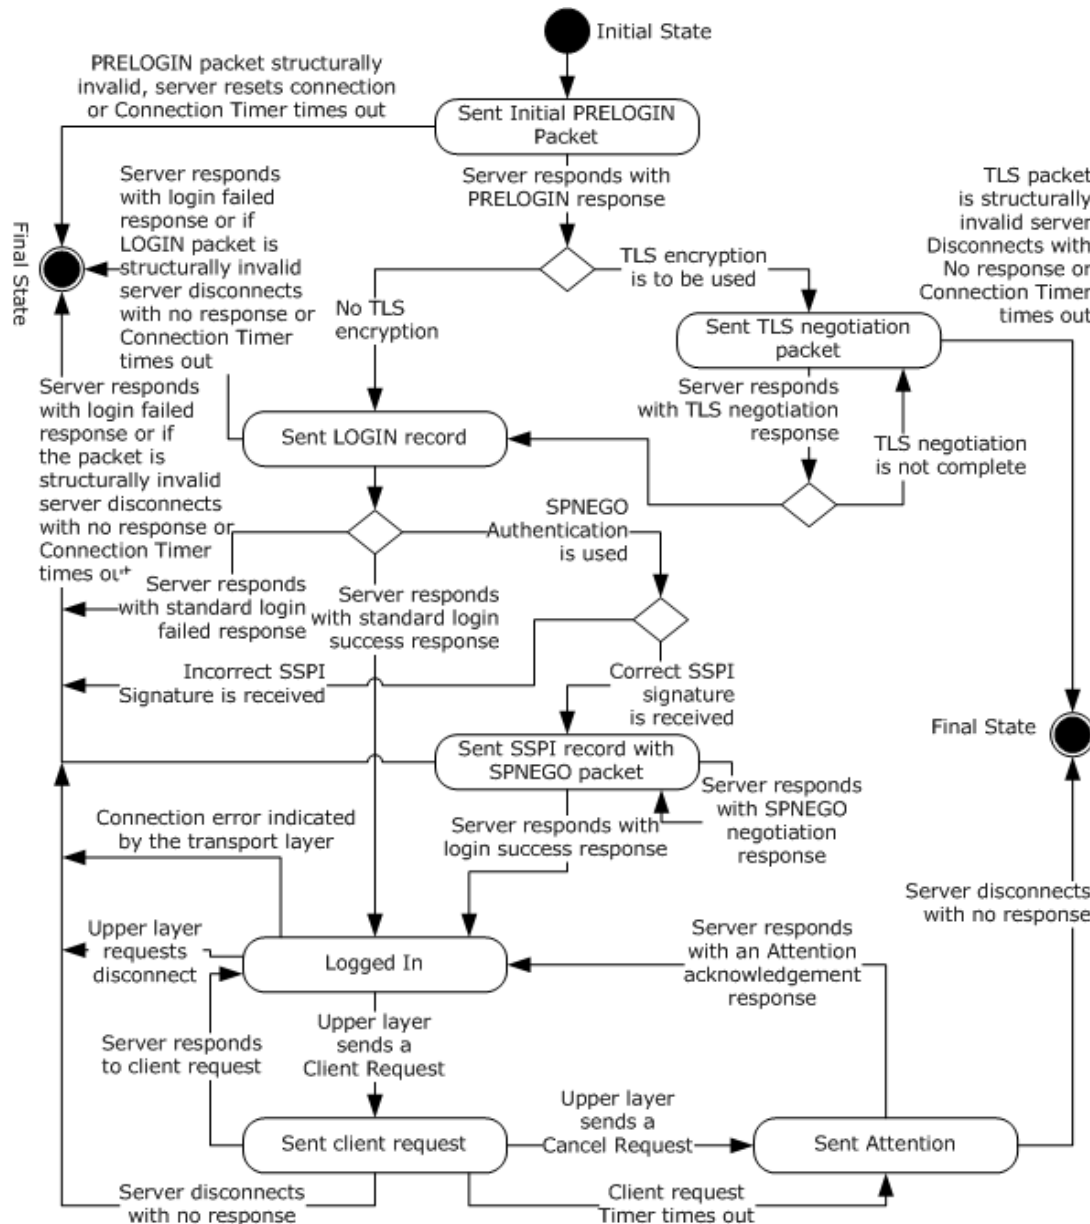 Initial State
PRELOGIN packet structurally
invalid, server resets connection
or Connection Timer times out
Sent Initial PRELOGIN
Packet
Server responds with
PRELOGIN response
Server responds
with login failed
response or if
LOGIN packet is
structurally invalid
server disconnects
with no response or
Connection Timer
times out
TLS packet
is structurally
invalid server
Disconnects with
No response or
Connection Timer
times out
Final State
TLS encryption
is to be used
No TLS
encryption
Sent TLS negotiation
packet
Server responds
with login failed
response or if
the packet is
structurally invalid
server disconnects
with no response or
Connection Timer
times out
Server responds
with TLS negotiation
response
TLS negotiation
is not complete
Sent LOGIN record
SPNEGO
Authentication
is used
Server responds
with standard login
failed response
Server responds
with standard login
success response
Incorrect SSPI
Signature is received
Correct SSPI
signature
is received
Final State
Sent SSPI record with
SPNEGO packet
Server responds
with SPNEGO
negotiation
response
Connection error indicated
by the transport layer
Server responds with
login success response
Server disconnects
with no response
Upper layer
requests
disconnect
Logged In
Server responds
with an Attention
acknowledgement
response
Server responds
to client request
Upper layer
sends a
Client Request
Upper layer
sends a
Cancel Request
Sent client request
Sent Attention
Server disconnects
with no response
Client request
Timer times out